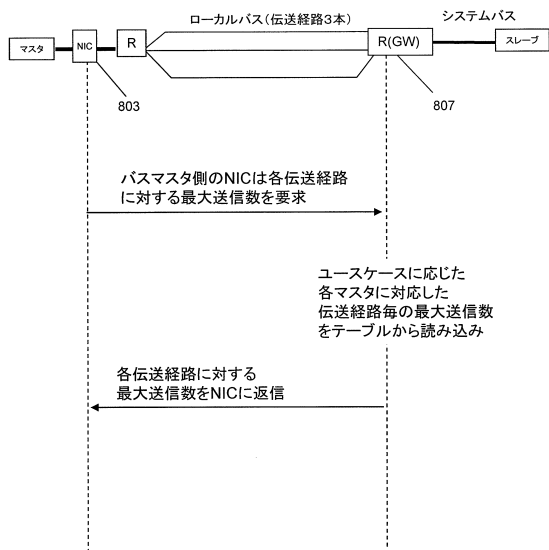 ローカルバス(伝送経路3本)
システムバス
マスタ
NIC
R
R(GW)
スレーブ
803
807
バスマスタ側のNICは各伝送経路
に対する最大送信数を要求
ユースケースに応じた
各マスタに対応した
伝送経路毎の最大送信数
をテーブルから読み込み
各伝送経路に対する
最大送信数をNICに返信